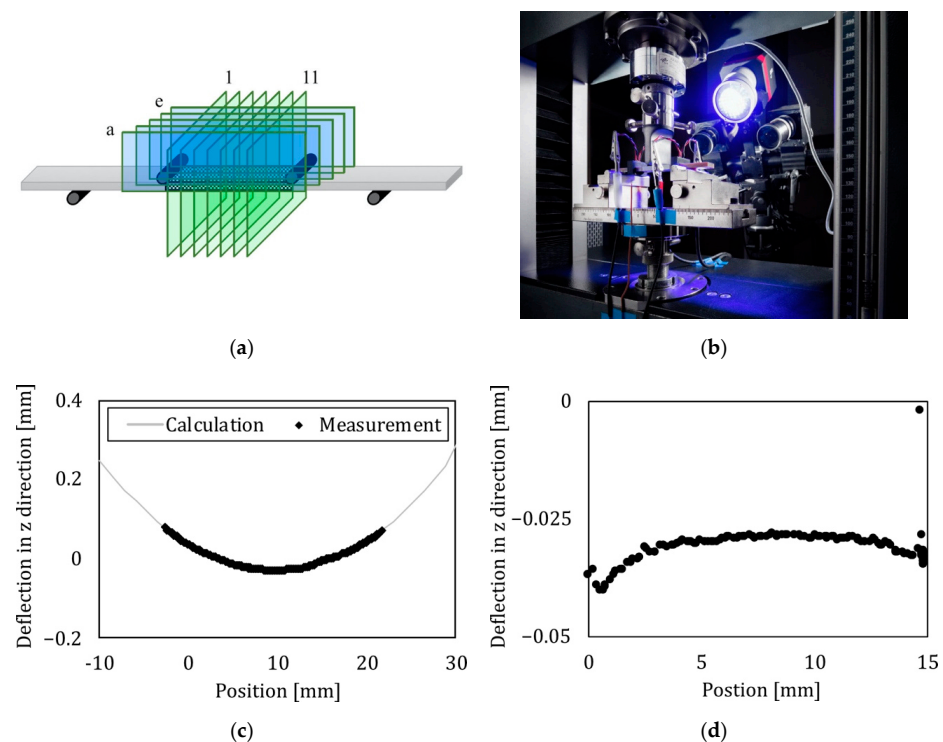 1
11
e
a
(a)
(b)
Deflection in z direction [mm]
0.4
0.2
0
−0.2
Calculation
Measurement
-10
0
10
20
30
Position [mm]
(c)
Deflection in z direction [mm]
0
−0.025
−0.05
0
5
10
15
Postion [mm]
(d)